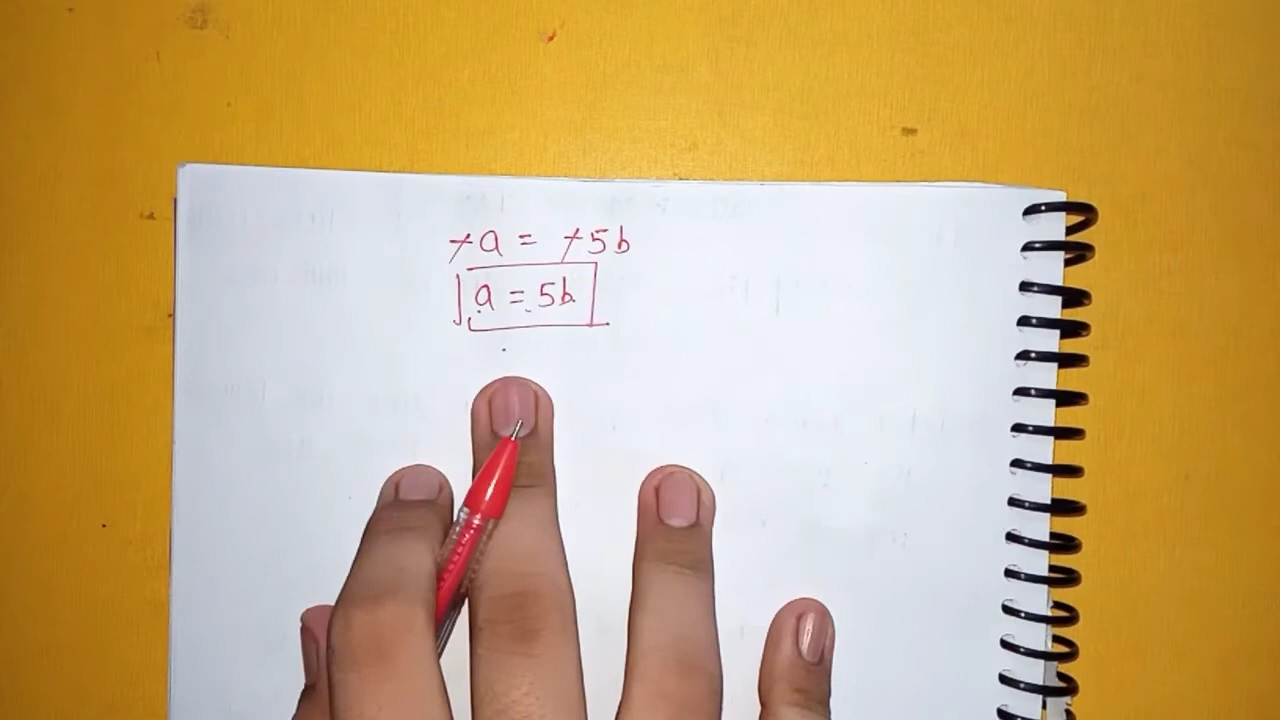 -a = -5b
a = 5b